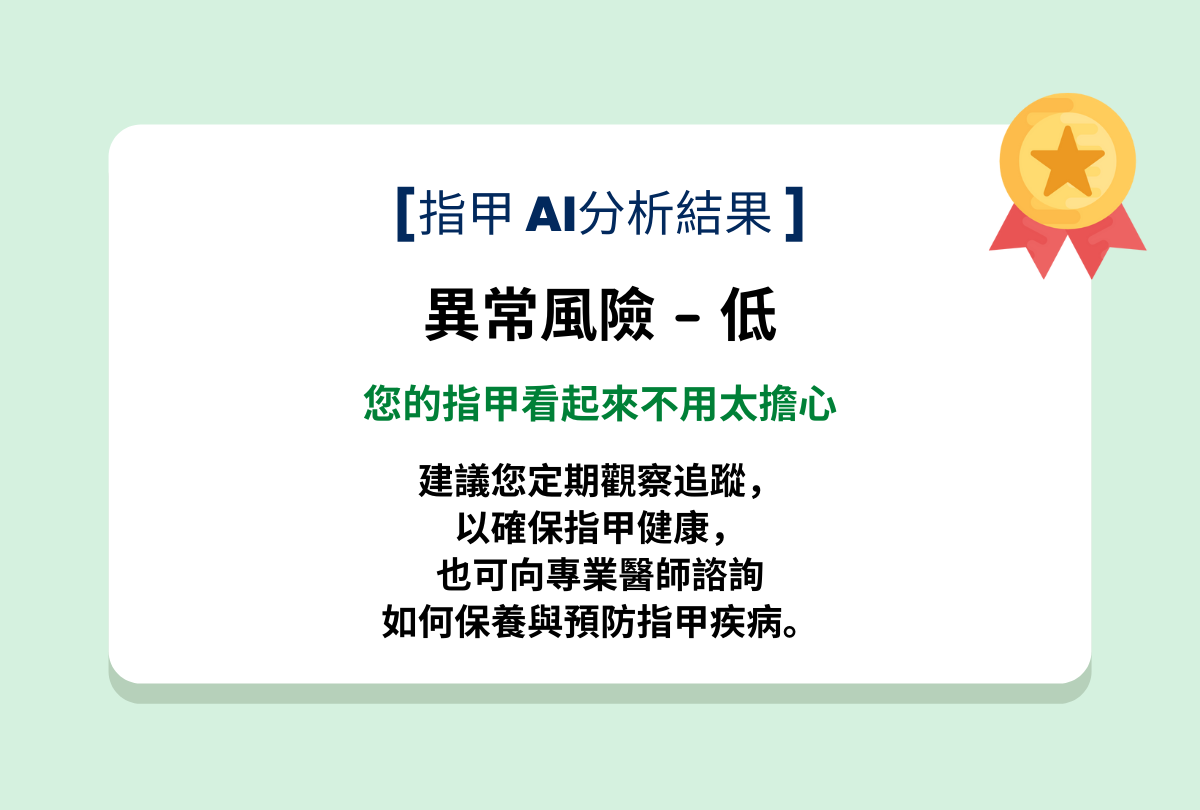 [指甲 AI分析結果 ]
異常風險 – 低
您的指甲看起來不用太擔心
建議您定期觀察追蹤，
以確保指甲健康，
也可向專業醫師諮詢
如何保養與預防指甲疾病。